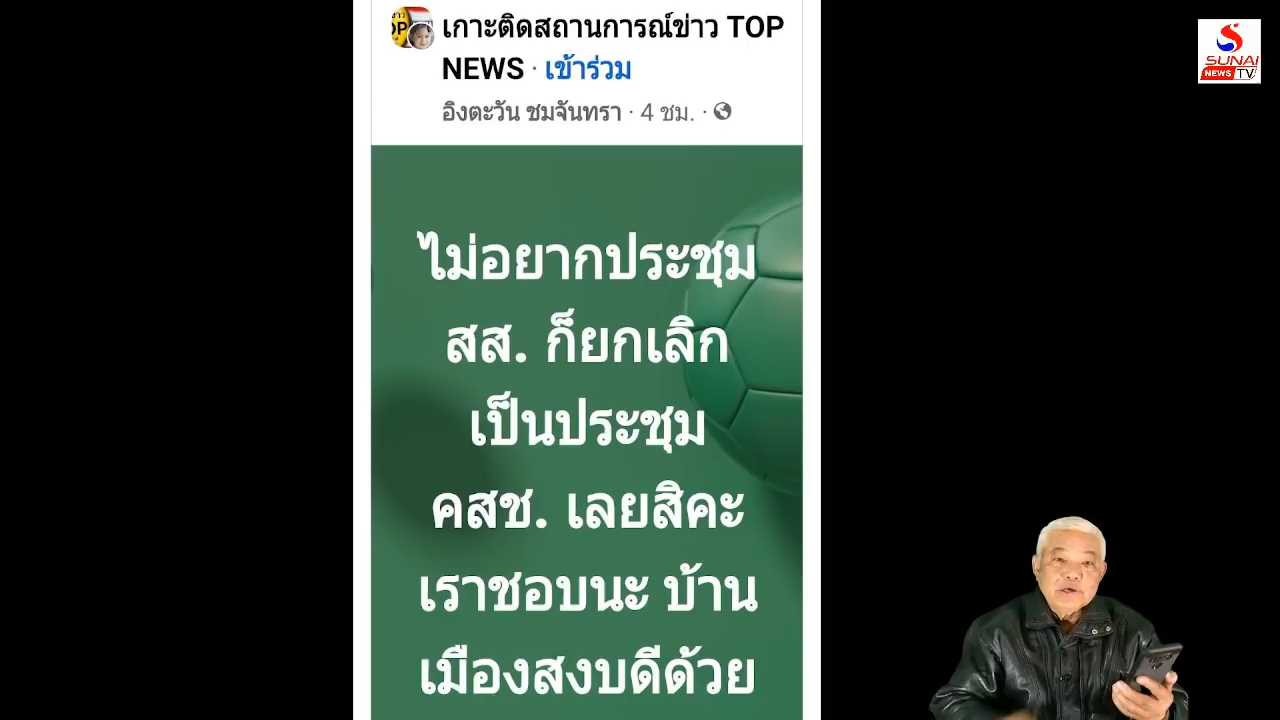 เกาะติดสถานการณ์ข่าว TOP
NEWS · เข้าร่วม
อิงตะวัน ชมจันทรา · 4 ชม. ·
ไม่อยากประชุม
สส. ก็ยกเลิก
เป็นประชุม
คสช. เลยสิคะ
เราชอบนะ บ้าน
เมืองสงบดีด้วย
SUNAI
NEWS TV